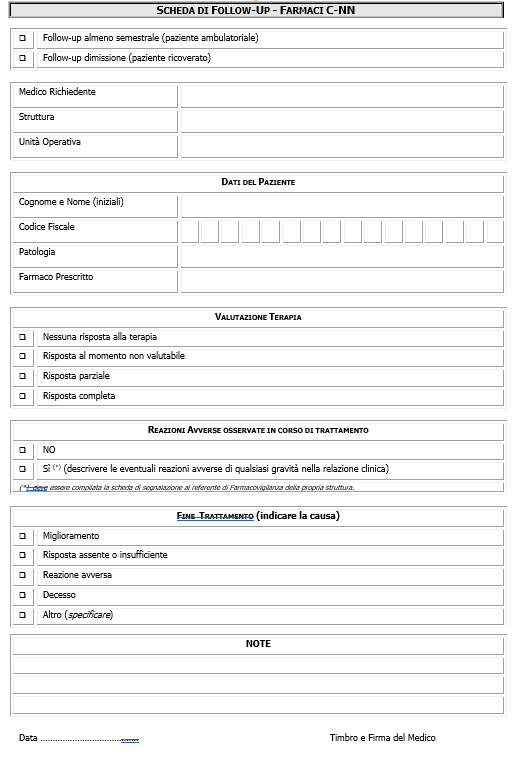 SCHEDA DI FOLLOW-UP - FARMACI C-NN
Follow-up almeno semestrale (paziente ambulatoriale)
Follow-up dimissione (paziente ricoverato)
Medico Richiedente
Struttura
Unità Operativa
DATI DEL PAZIENTE
Cognome e Nome (iniziali)
Codice Fiscale
Patologia
Farmaco Prescritto
VALUTAZIONE TERAPIA
Nessuna risposta alla terapia
Risposta al momento non valutabile
Risposta parziale
Risposta completa
REAZIONI AVVERSE OSSERVATE IN CORSO DI TRATTAMENTO
NO
Sì (*) (descrivere le eventuali reazioni avverse di qualsiasi gravità nella relazione clinica)
(*) deve essere compilata la scheda di segnalazione al referente di Farmacovigilanza della propria struttura.
FINE TRATTAMENTO (indicare la causa)
Miglioramento
Risposta assente o insufficiente
Reazione avversa
Decesso
Altro (specificare)
NOTE
Data ........................................ Timbro e Firma del Medico